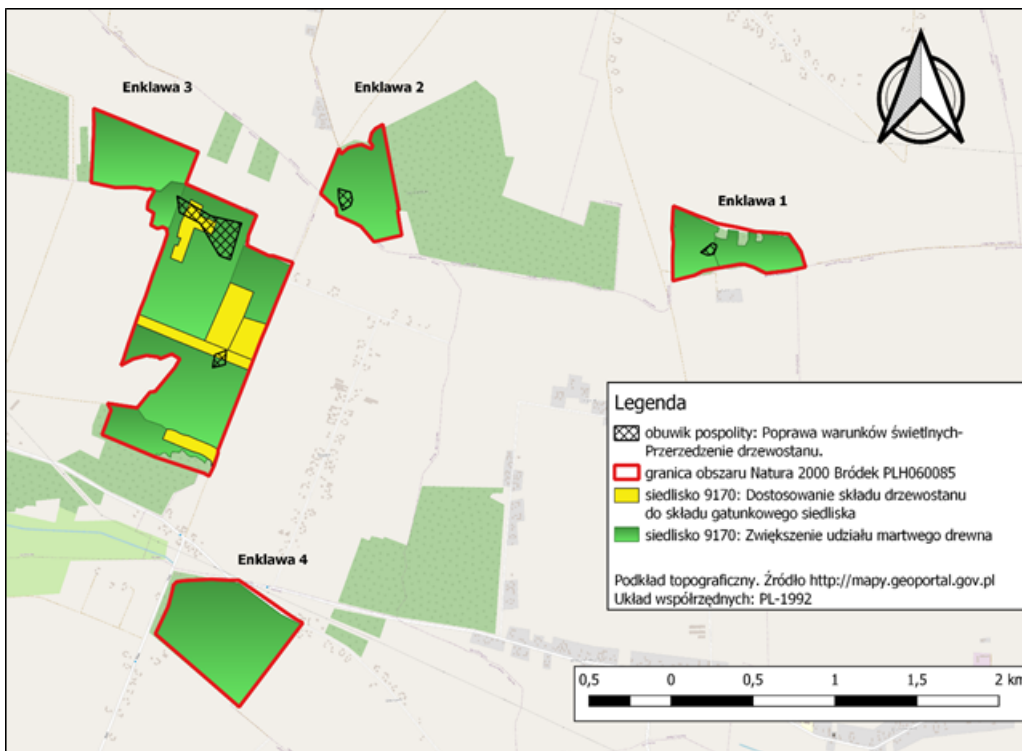 Enklawa 3
Enklawa 2
Enklawa 1
Enklawa 4
Legenda
obuwik pospolity: Poprawa warunków świetlnych-
Przerzedzenie drzewostanu.
granica obszaru Natura 2000 Bródek PLH060085
siedlisko 9170: Dostosowanie składu drzewostanu
do składu gatunkowego siedliska
siedlisko 9170: Zwiększenie udziału martwego drewna
Podkład topograficzny. Źródło http://mapy.geoportal.gov.pl
Układ współrzędnych: PL-1992
0,5 0 0,5 1 1,5 2 km